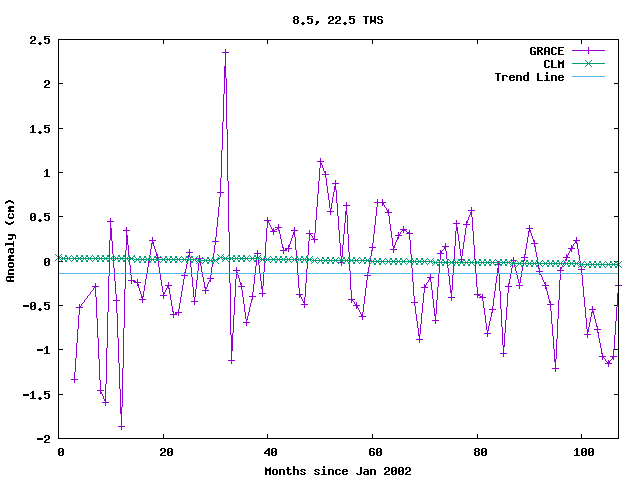 8.5, 22.5 TWS
2.5
GRACE
CLM
Trend Line
2
1.5
1
0.5
0
-0.5
-1
-1.5
-2
Anomaly (cm)
0 20 40 60 80 100
Months since Jan 2002